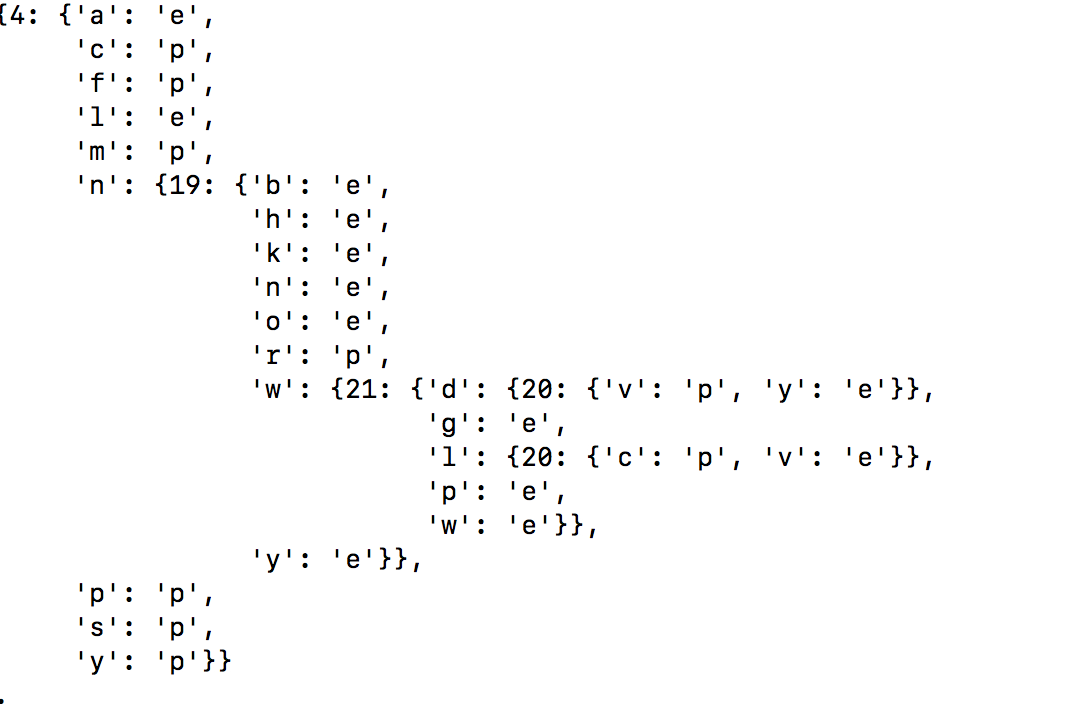 {4: {'a': 'e',
     'c': 'p',
     'f': 'p',
     'l': 'e',
     'm': 'p',
     'n': {19: {'b': 'e',
                'h': 'e',
                'k': 'e',
                'n': 'e',
                'o': 'e',
                'r': 'p',
                'w': {21: {'d': {20: {'v': 'p', 'y': 'e'}},
                           'g': 'e',
                           'l': {20: {'c': 'p', 'v': 'e'}},
                           'p': 'e',
                           'w': 'e'}},
                'y': 'e'}},
     'p': 'p',
     's': 'p',
     'y': 'p'}}